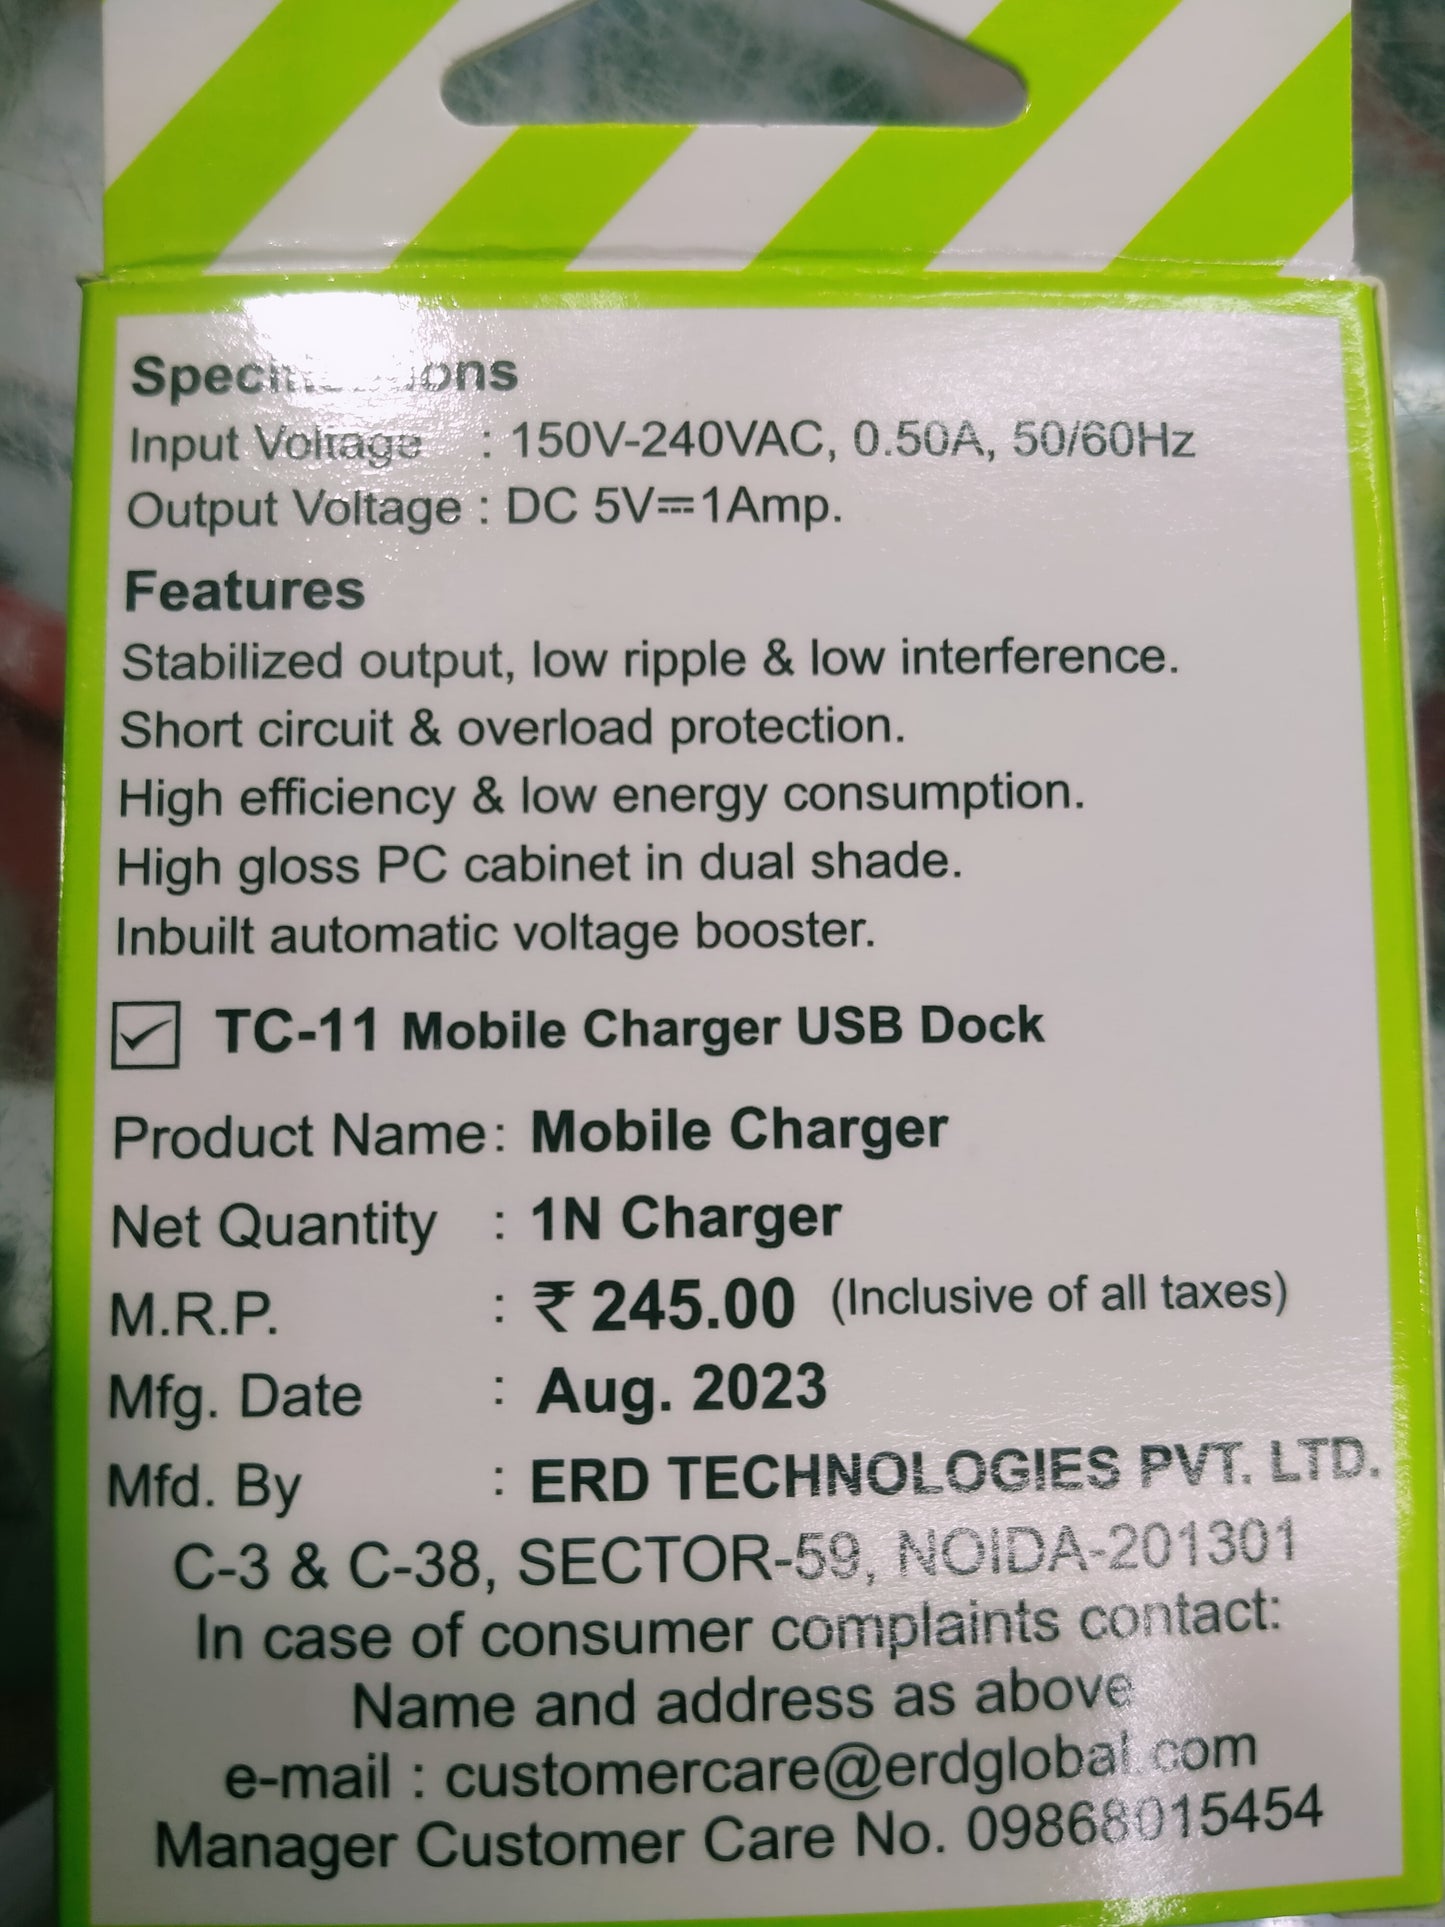 Specifications
Input Voltage : 150V-240VAC, 0.50A, 50/60Hz
Output Voltage : DC 5V⎓1Amp.
Features
Stabilized output, low ripple & low interference.
Short circuit & overload protection.
High efficiency & low energy consumption.
High gloss PC cabinet in dual shade.
Inbuilt automatic voltage booster.
☑ TC-11 Mobile Charger USB Dock
Product Name : Mobile Charger
Net Quantity : 1N Charger
M.R.P. : ₹ 245.00 (Inclusive of all taxes)
Mfg. Date : Aug. 2023
Mfd. By : ERD TECHNOLOGIES PVT. LTD.
C-3 & C-38, SECTOR-59, NOIDA-201301
In case of consumer complaints contact:
Name and address as above
e-mail : customercare@erdglobal.com
Manager Customer Care No. 09868015454